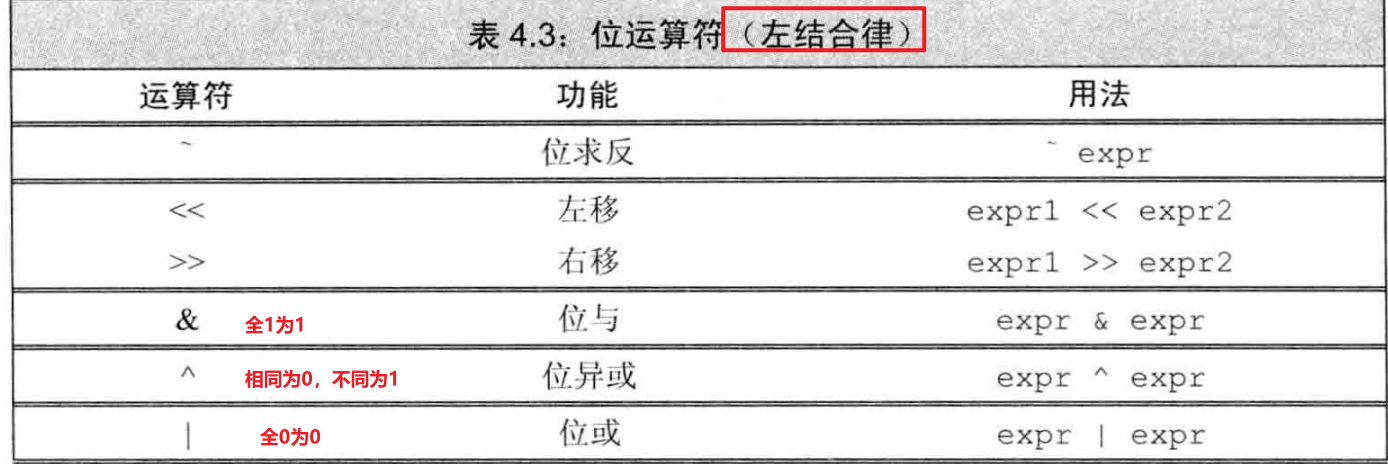 表 4.3：位运算符（左结合律）
运算符 功能 用法
~ 位求反 ~ expr
<< 左移 expr1 << expr2
>> 右移 expr1 >> expr2
& 全1为1 位与 expr & expr
^ 相同为0，不同为1 位异或 expr ^ expr
| 全0为0 位或 expr | expr